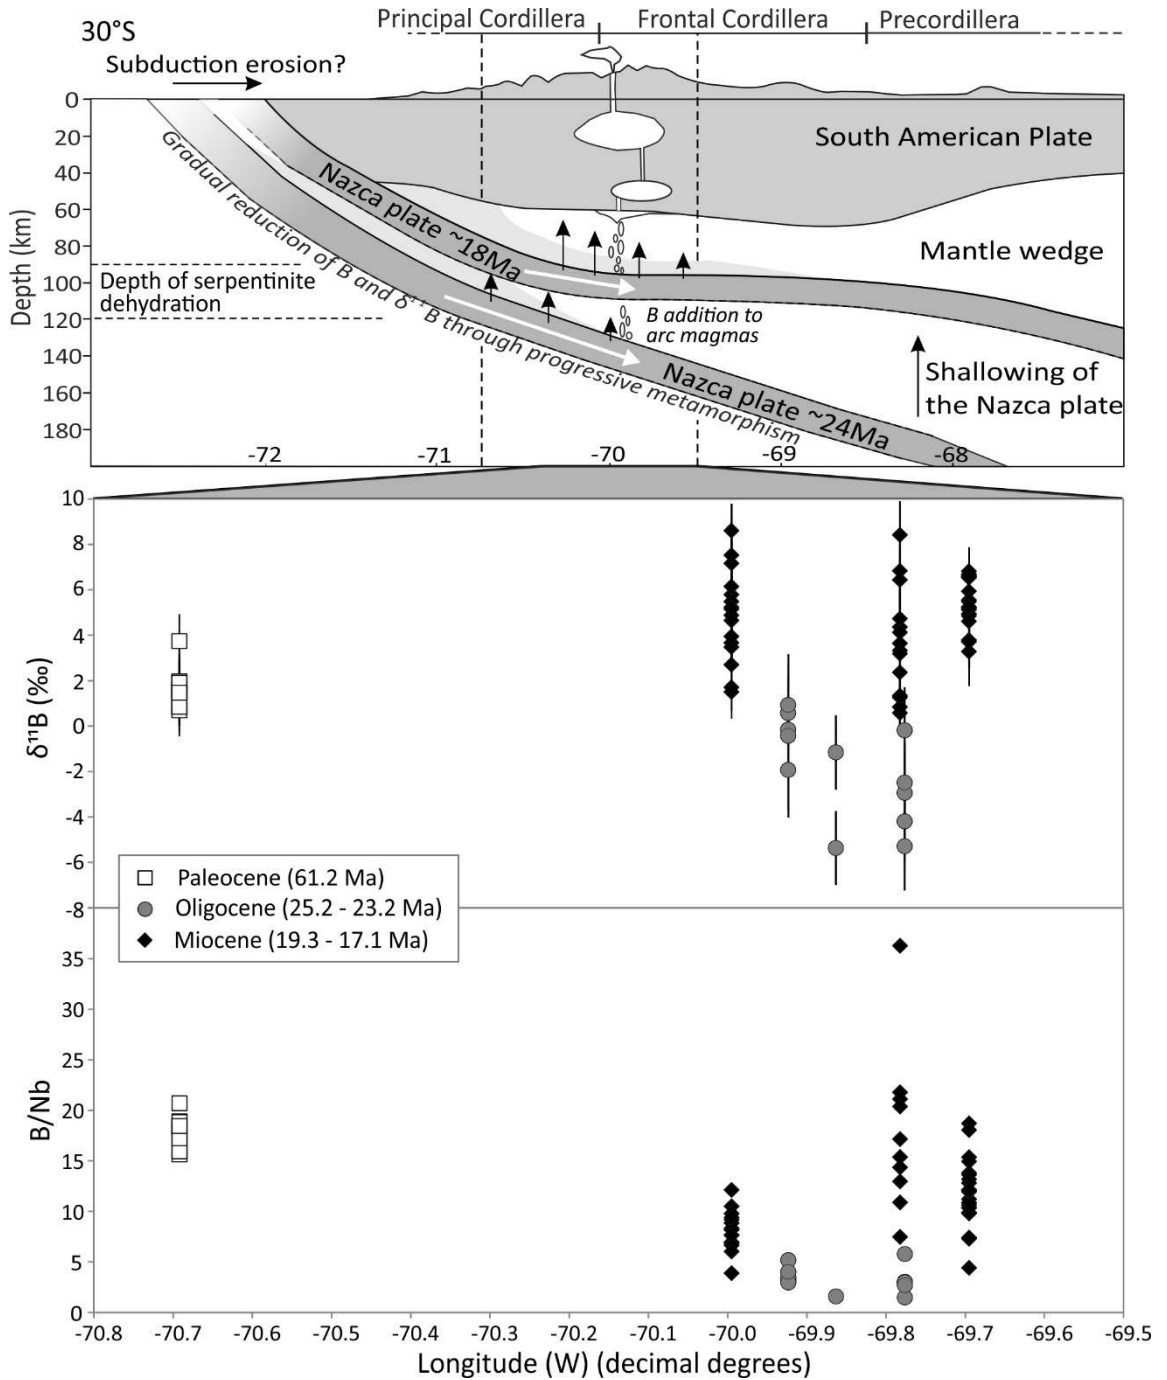 Principal Cordillera
Frontal Cordillera
Precordillera
30°S
Subduction erosion?
0
20
40
60
80
100
120
140
160
180
Depth (km)
South American Plate
Mantle wedge
Nazca plate ~18Ma
Gradual reduction of B and δ¹¹B through progressive metamorphism
Depth of serpentinite
dehydration
B addition to
arc magmas
Nazca plate ~24Ma
Shallowing of
the Nazca plate
-72
-71
-70
-69
-68
10
8
6
4
2
0
-2
-4
-6
-8
δ¹¹B (‰)
Paleocene (61.2 Ma)
Oligocene (25.2 - 23.2 Ma)
Miocene (19.3 - 17.1 Ma)
35
30
25
20
15
10
5
0
B/Nb
-70.8 -70.7 -70.6 -70.5 -70.4 -70.3 -70.2 -70.1 -70.0 -69.9 -69.8 -69.7 -69.6 -69.5
Longitude (W) (decimal degrees)